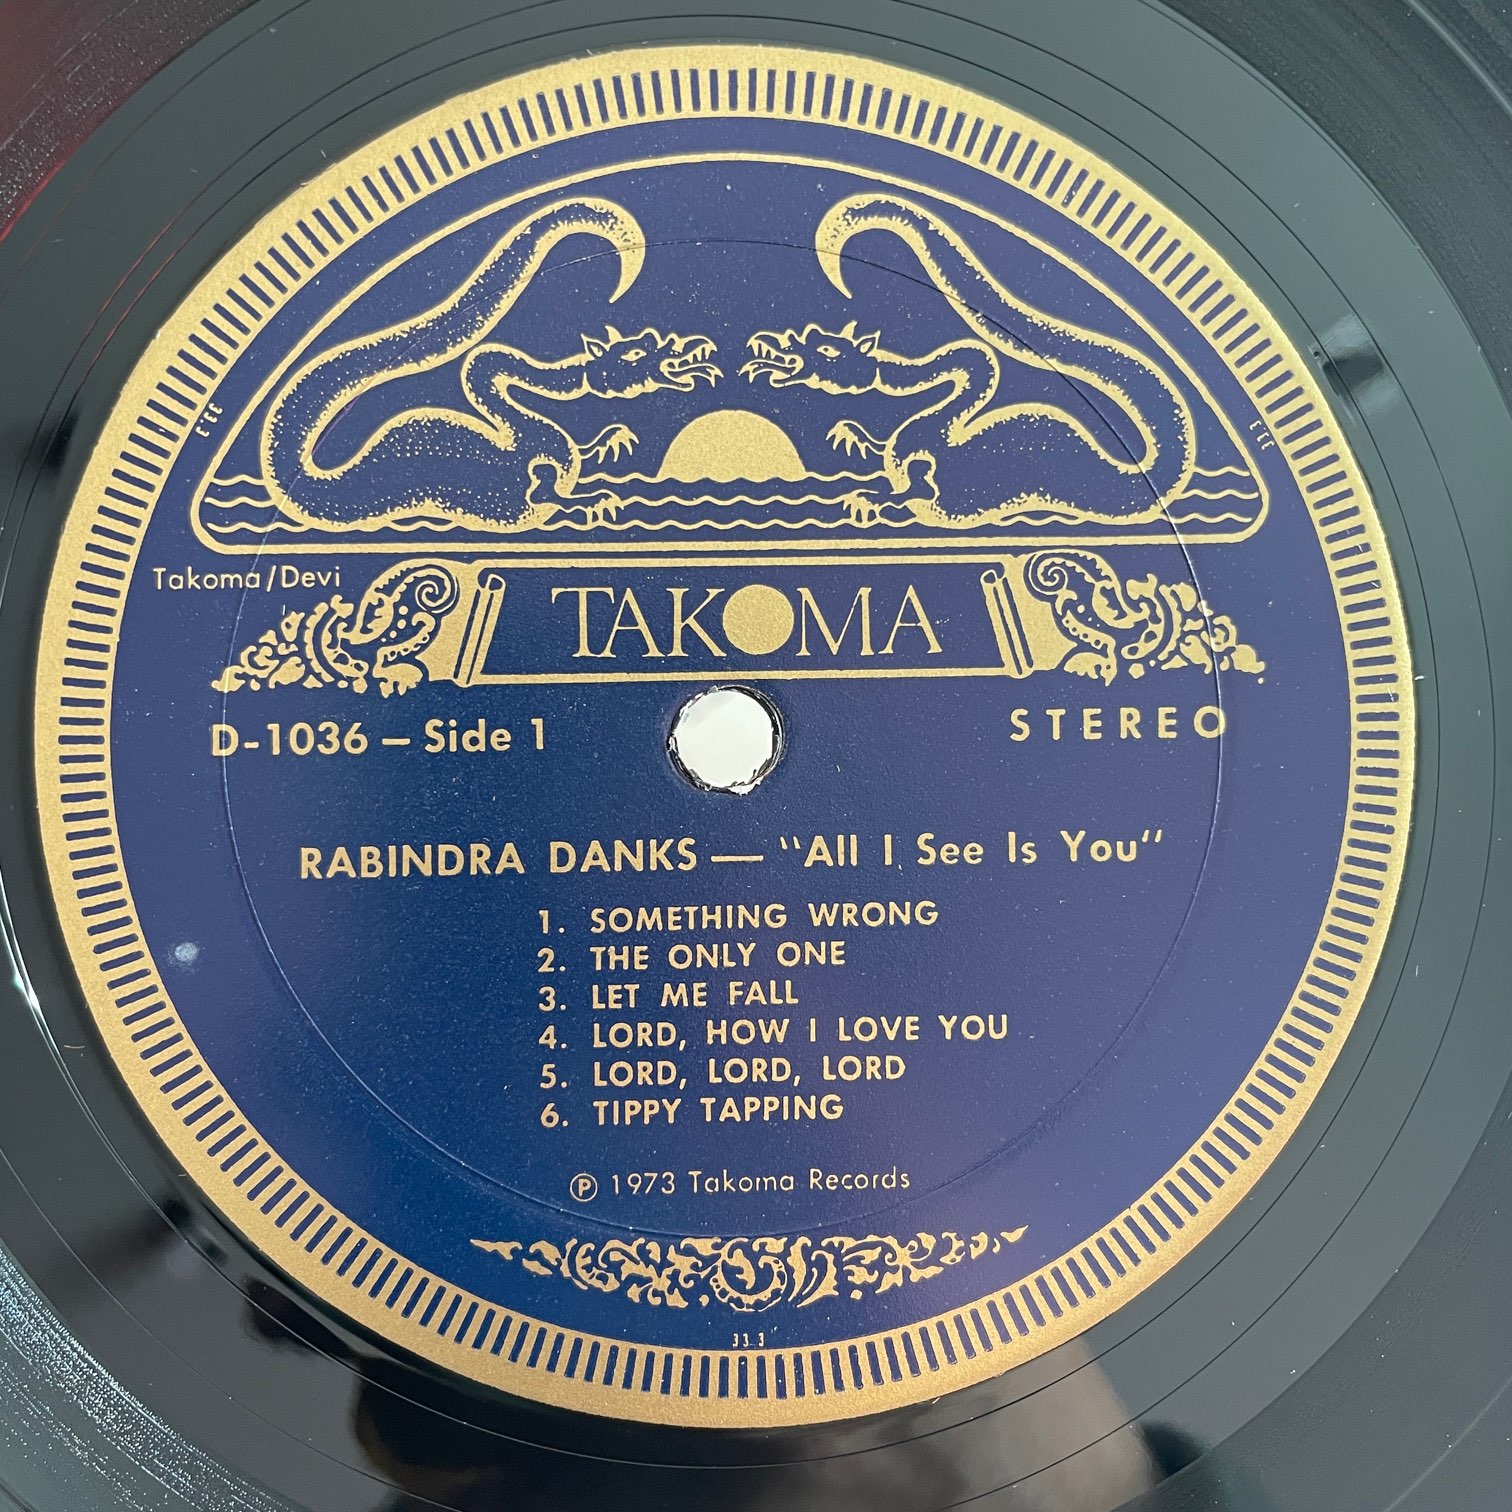 Takoma/Devi
TAKOMA
D-1036 – Side 1
STEREO
RABINDRA DANKS — "All I See Is You"
1. SOMETHING WRONG
2. THE ONLY ONE
3. LET ME FALL
4. LORD, HOW I LOVE YOU
5. LORD, LORD, LORD
6. TIPPY TAPPING
Ⓟ 1973 Takoma Records